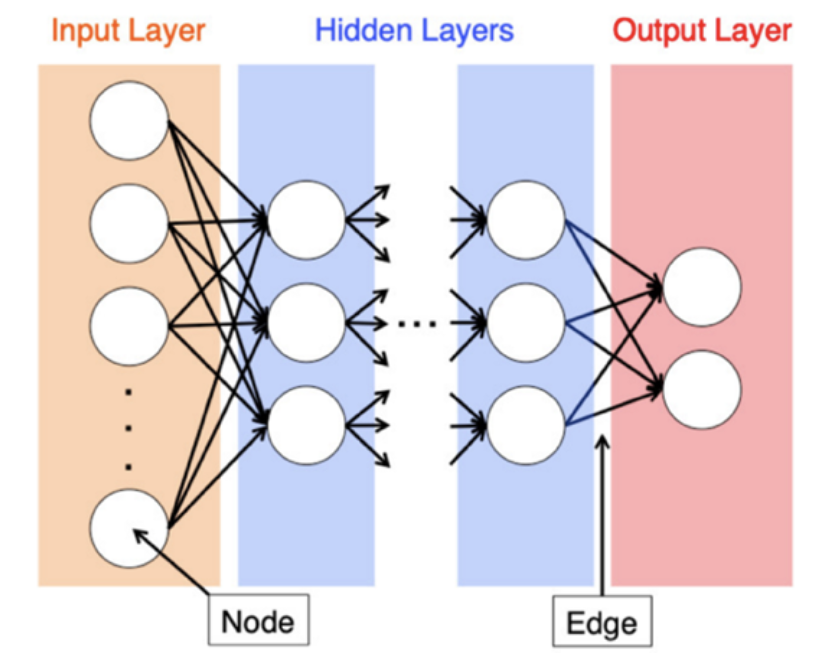 Input Layer
Hidden Layers
Output Layer
...
Node
Edge